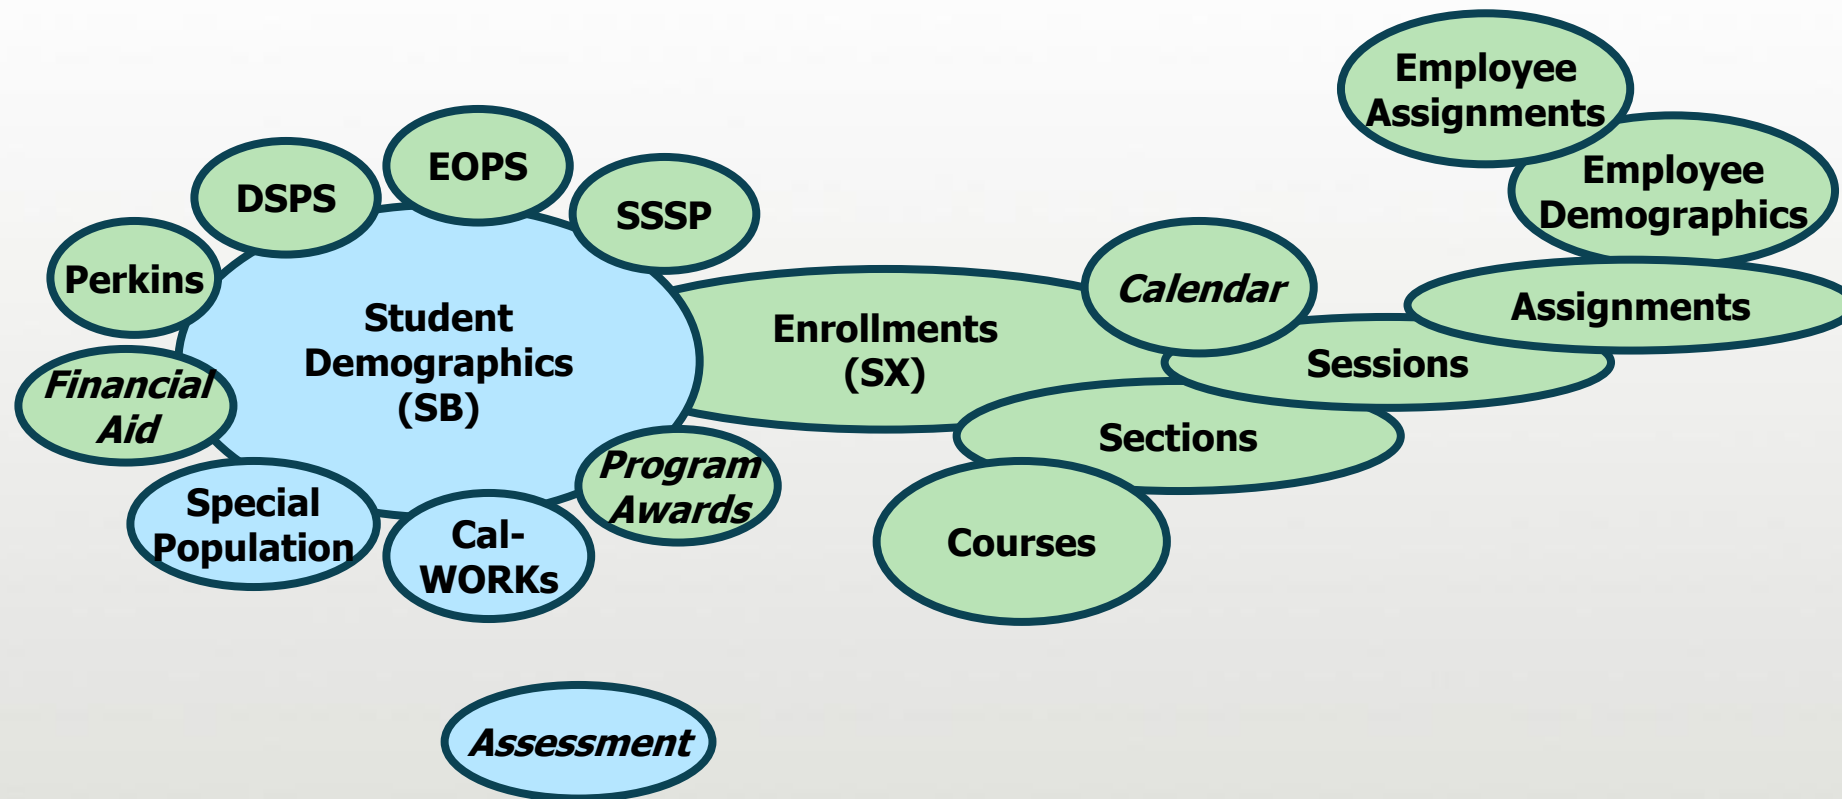 Employee
Assignments
Employee
Demographics
EOPS
DSPS
SSSP
Perkins
Calendar
Assignments
Student
Demographics
(SB)
Enrollments
(SX)
Sessions
Financial
Aid
Sections
Program
Awards
Special
Population
Cal-
WORKs
Courses
Assessment